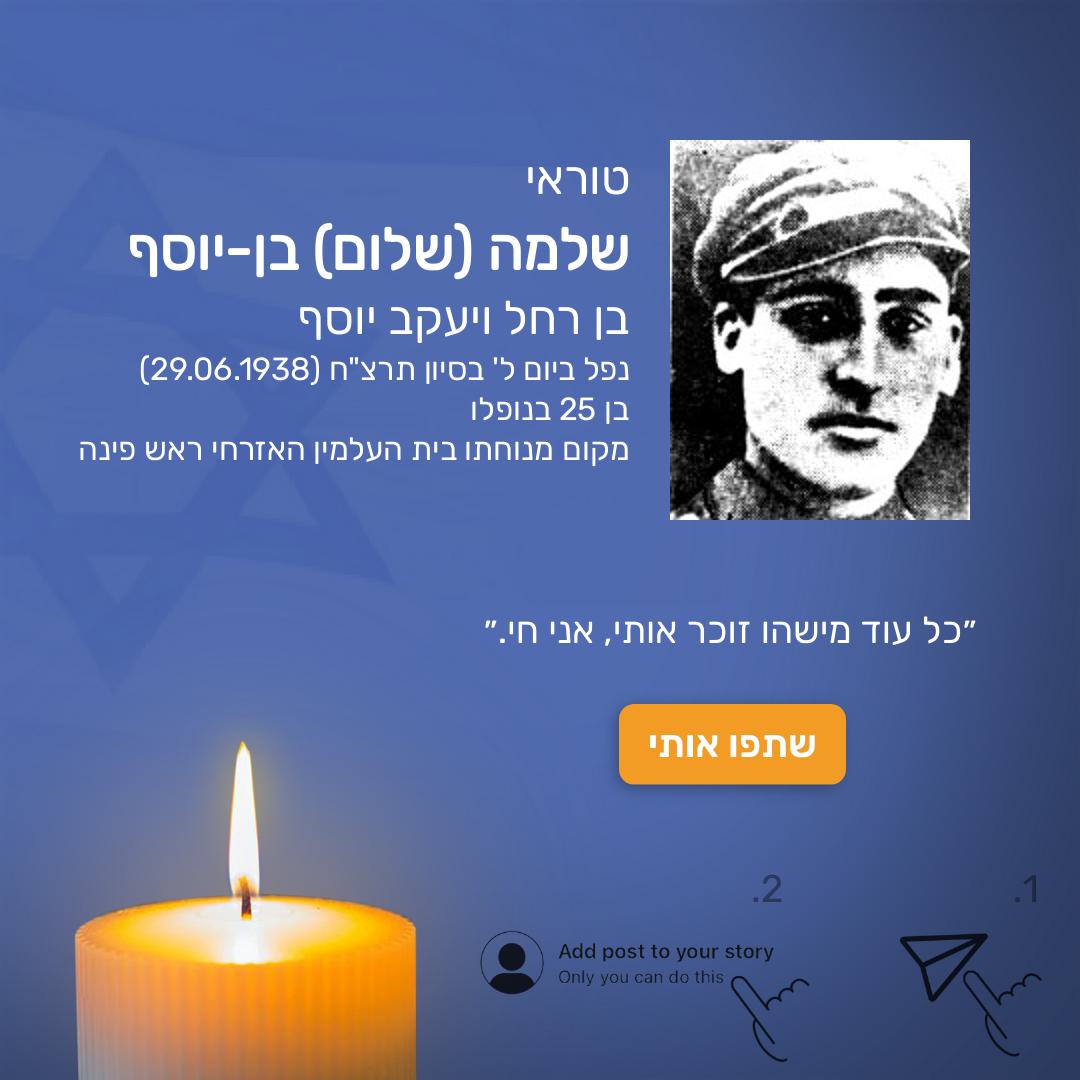 טוראי
שלמה (שלום) בן-יוסף
בן רחל ויעקב יוסף
נפל ביום ל' בסיון תרצ"ח (29.06.1938)
בן 25 בנופלו
מקום מנוחתו בית העלמין האזרחי ראש פינה
״כל עוד מישהו זוכר אותי, אני חי.״
שתפו אותי
1.
2.
Add post to your story
Only you can do this